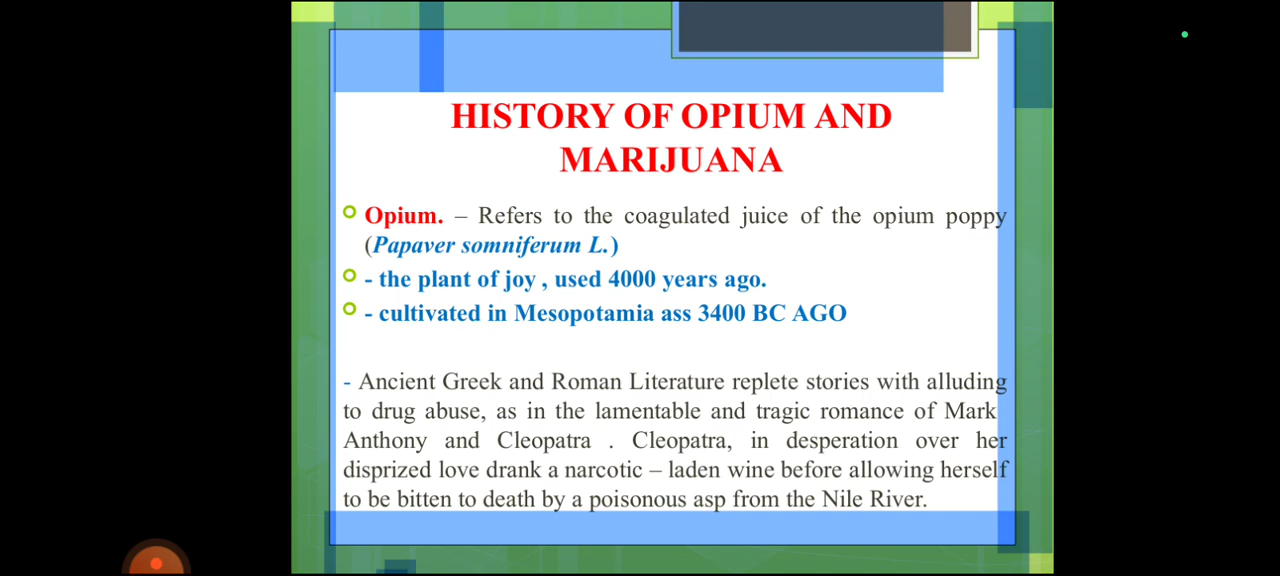 HISTORY OF OPIUM AND
MARIJUANA
Opium. – Refers to the coagulated juice of the opium poppy
(Papaver somniferum L.)
- the plant of joy , used 4000 years ago.
- cultivated in Mesopotamia ass 3400 BC AGO
- Ancient Greek and Roman Literature replete stories with alluding
to drug abuse, as in the lamentable and tragic romance of Mark
Anthony and Cleopatra . Cleopatra, in desperation over her
disprized love drank a narcotic – laden wine before allowing herself
to be bitten to death by a poisonous asp from the Nile River.